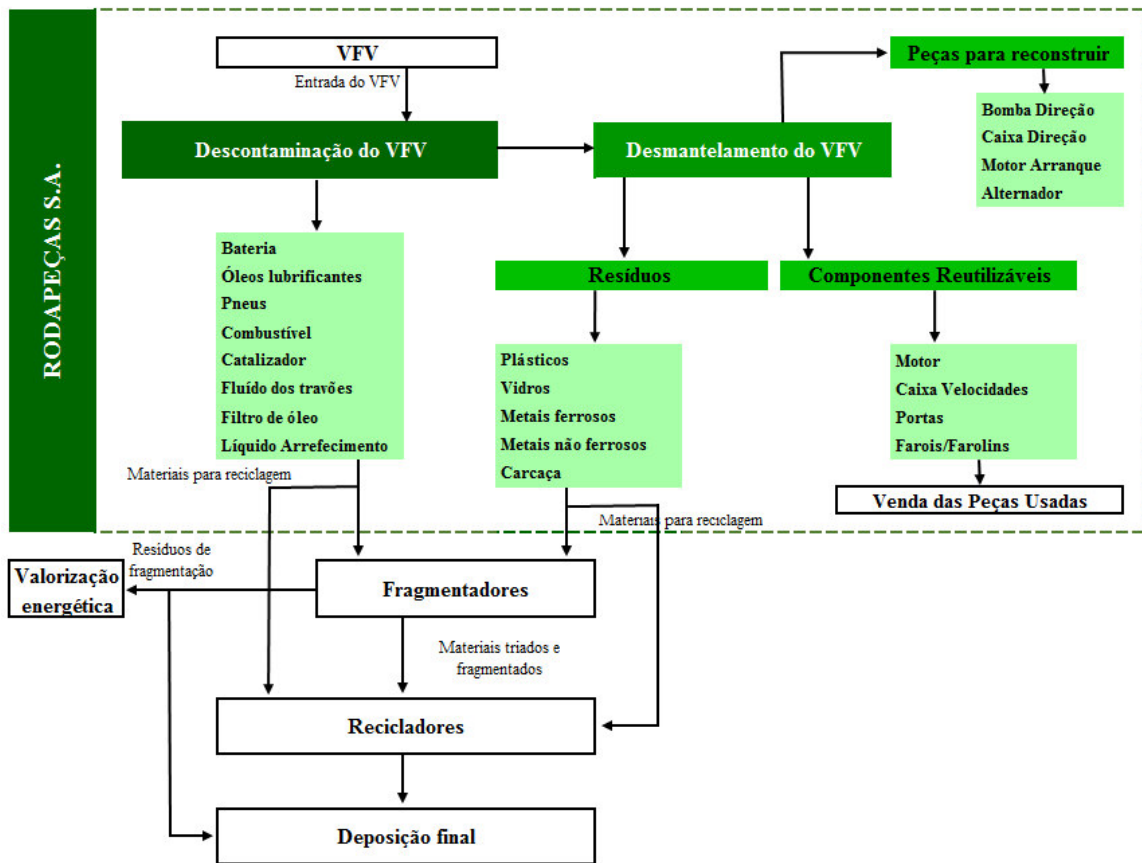 RODAPEÇAS S.A.
VFV
Entrada do VFV
Peças para reconstruir
Bomba Direção
Caixa Direção
Motor Arranque
Alternador
Descontaminação do VFV
Desmantelamento do VFV
Bateria
Óleos lubrificantes
Pneus
Combustível
Catalizador
Fluído dos travões
Filtro de óleo
Líquido Arrefecimento
Resíduos
Plásticos
Vidros
Metais ferrosos
Metais não ferrosos
Carcaça
Componentes Reutilizáveis
Motor
Caixa Velocidades
Portas
Farois/Farolins
Venda das Peças Usadas
Materiais para reciclagem
Materiais para reciclagem
Resíduos de
fragmentação
Valorização
energética
Fragmentadores
Materiais triados e
fragmentados
Recicladores
Deposição final